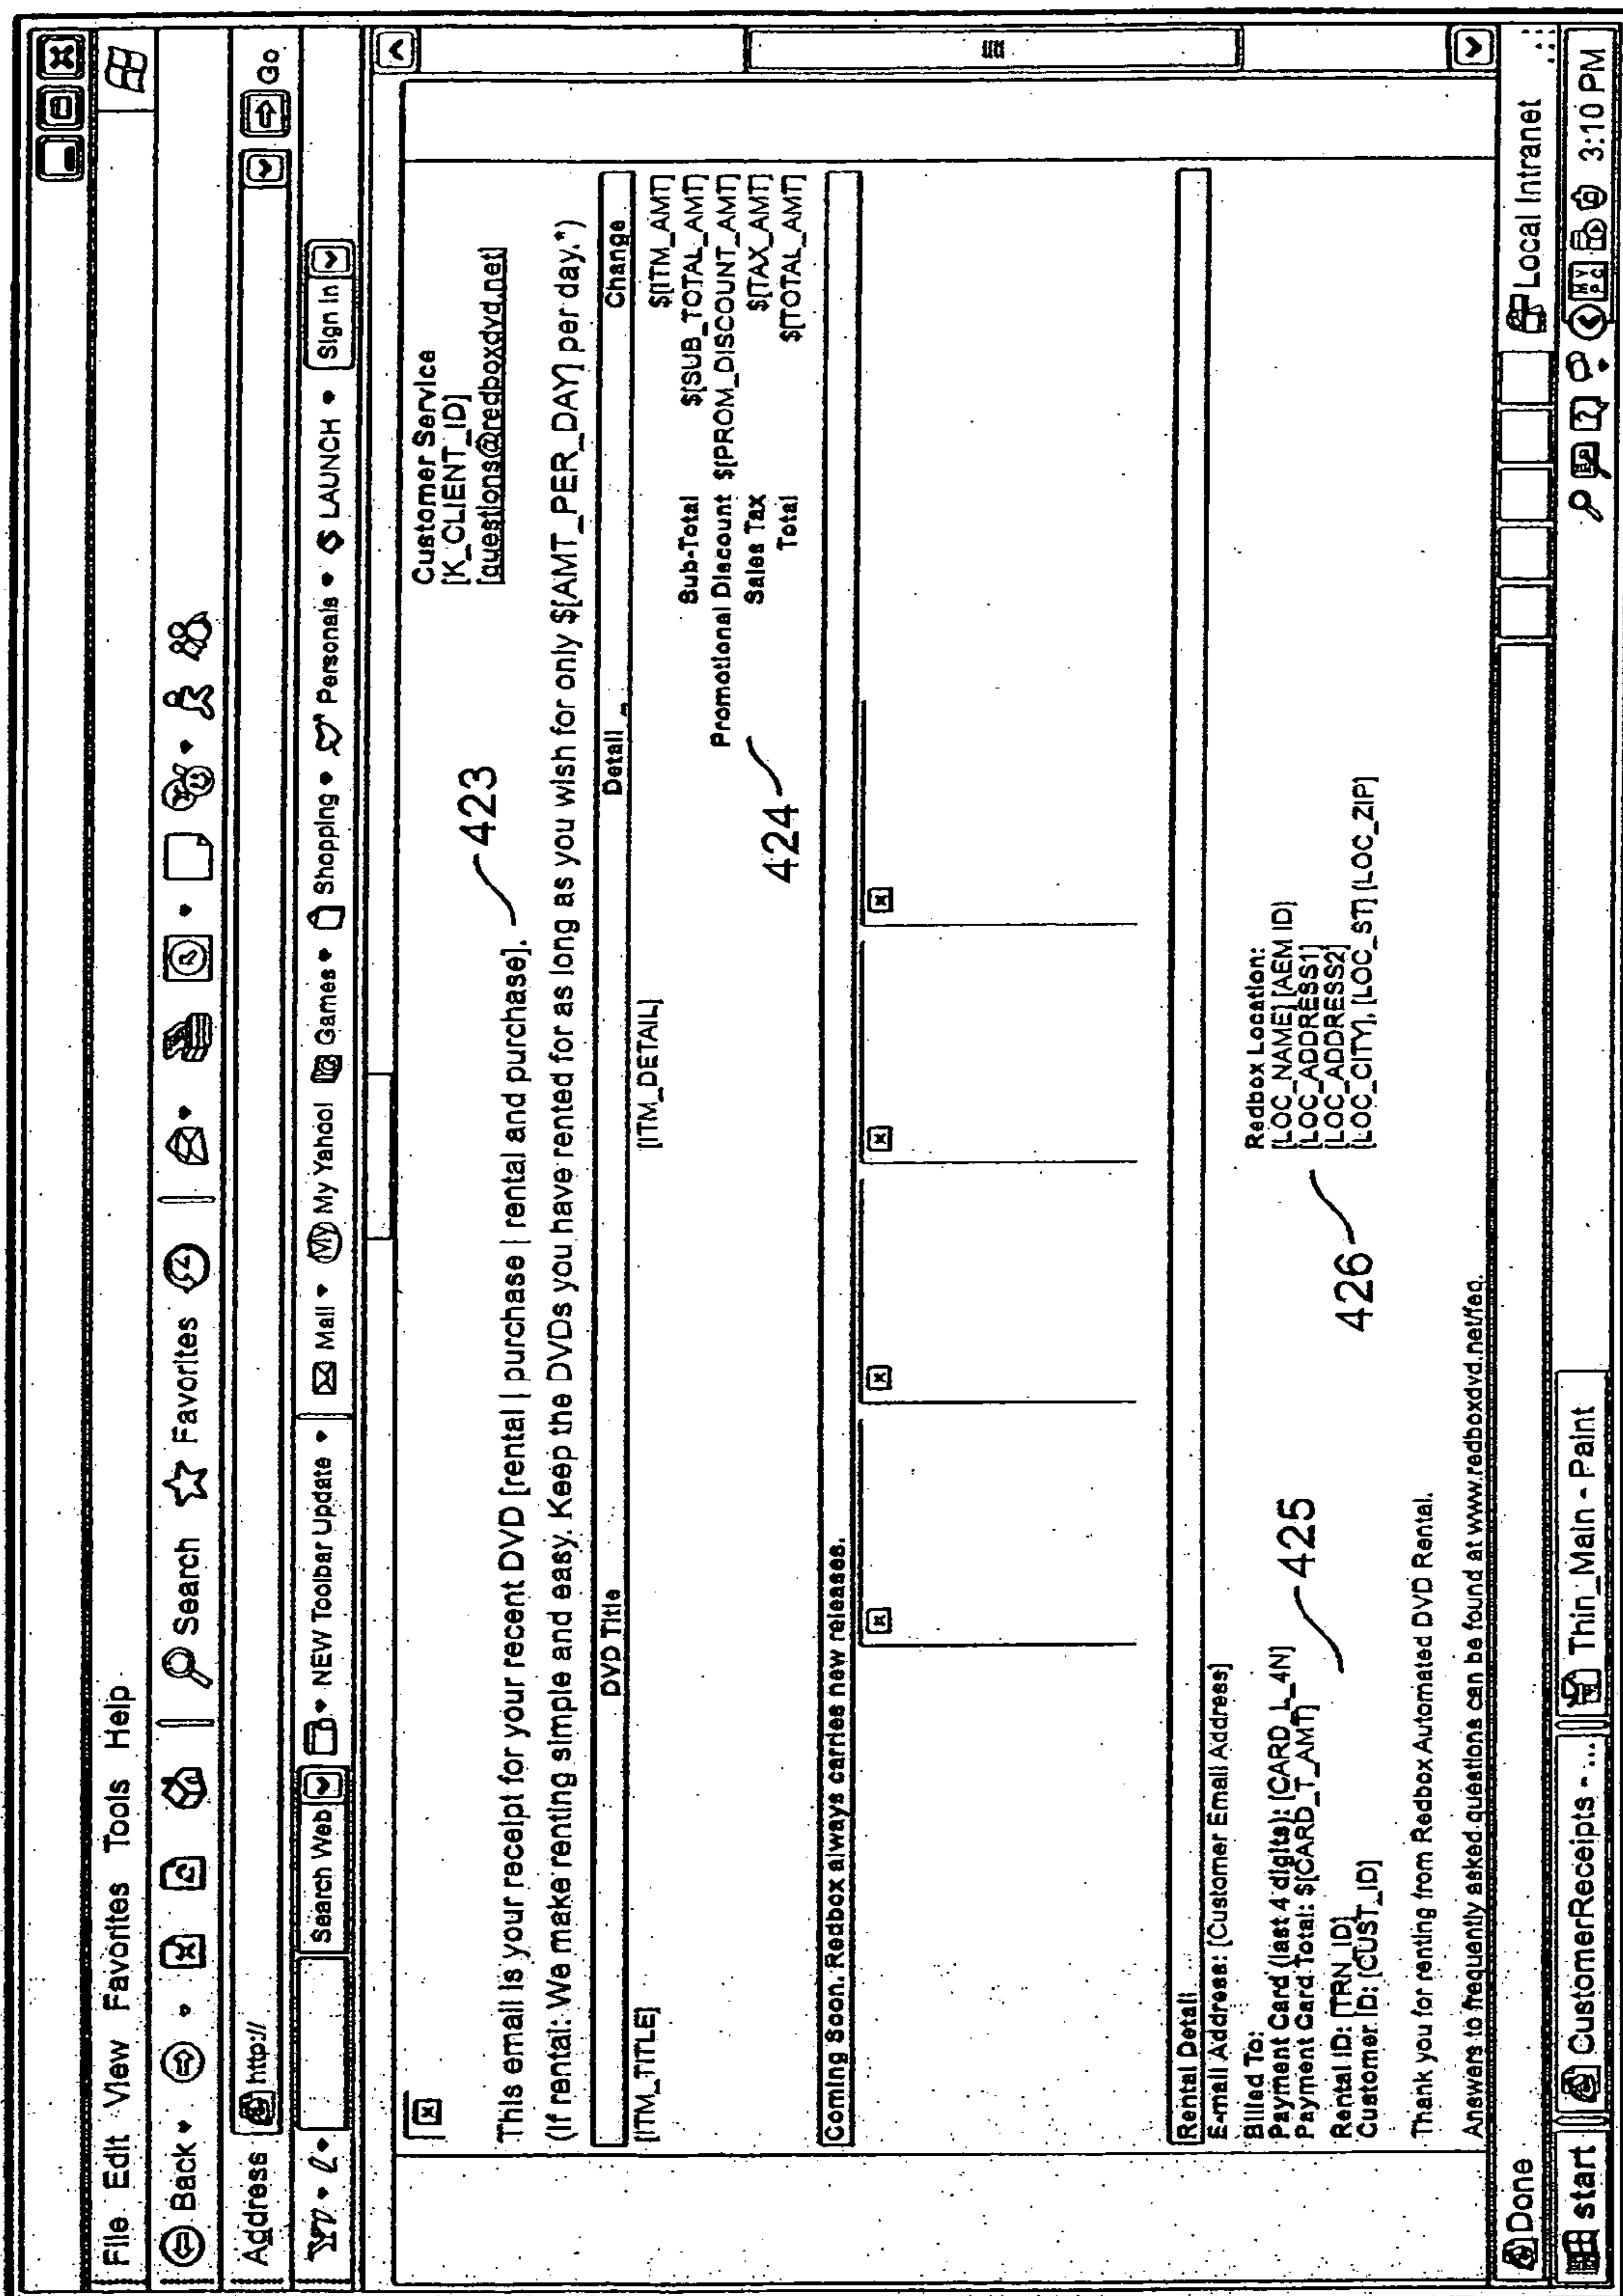 File Edit View Favorites Tools Help
Back Search Favorites
Address http:// Go
Search Web NEW Toolbar Update Mail My Yahoo! Games Shopping Personals LAUNCH Sign In
Customer Service
[K_CLIENT_ID]
[questions@redboxdvd.net]
This email is your receipt for your recent DVD [rental | purchase | rental and purchase]. 423
(If rental: We make renting simple and easy. Keep the DVDs you have rented for as long as you wish for only $[AMT_PER_DAY] per day.*)
DVD Title Detail Change
[ITM_TITLE] [ITM_DETAIL] $[ITM_AMT]
Sub-Total $[SUB_TOTAL_AMT]
Promotional Discount $[PROM_DISCOUNT_AMT]
424 Sales Tax $[TAX_AMT]
Total $[TOTAL_AMT]
Coming Soon. Redbox always carries new releases.
Rental Detail
E-mail Address: [Customer Email Address]
Billed To:
Payment Card (last 4 digits): [CARD_L_4N]
Payment Card Total: $[CARD_T_AMT]
425
Rental ID: [TRN_ID]
Customer ID: [CUST_ID]
Redbox Location:
[LOC_NAME] [AEM ID]
[LOC_ADDRESS1]
[LOC_ADDRESS2]
[LOC_CITY], [LOC_ST] [LOC_ZIP]
426
Thank you for renting from Redbox Automated DVD Rental.
Answers to frequently asked questions can be found at www.redboxdvd.net/faq.
Done Local Intranet
start CustomerReceipts - ... Thin_Main - Paint 3:10 PM